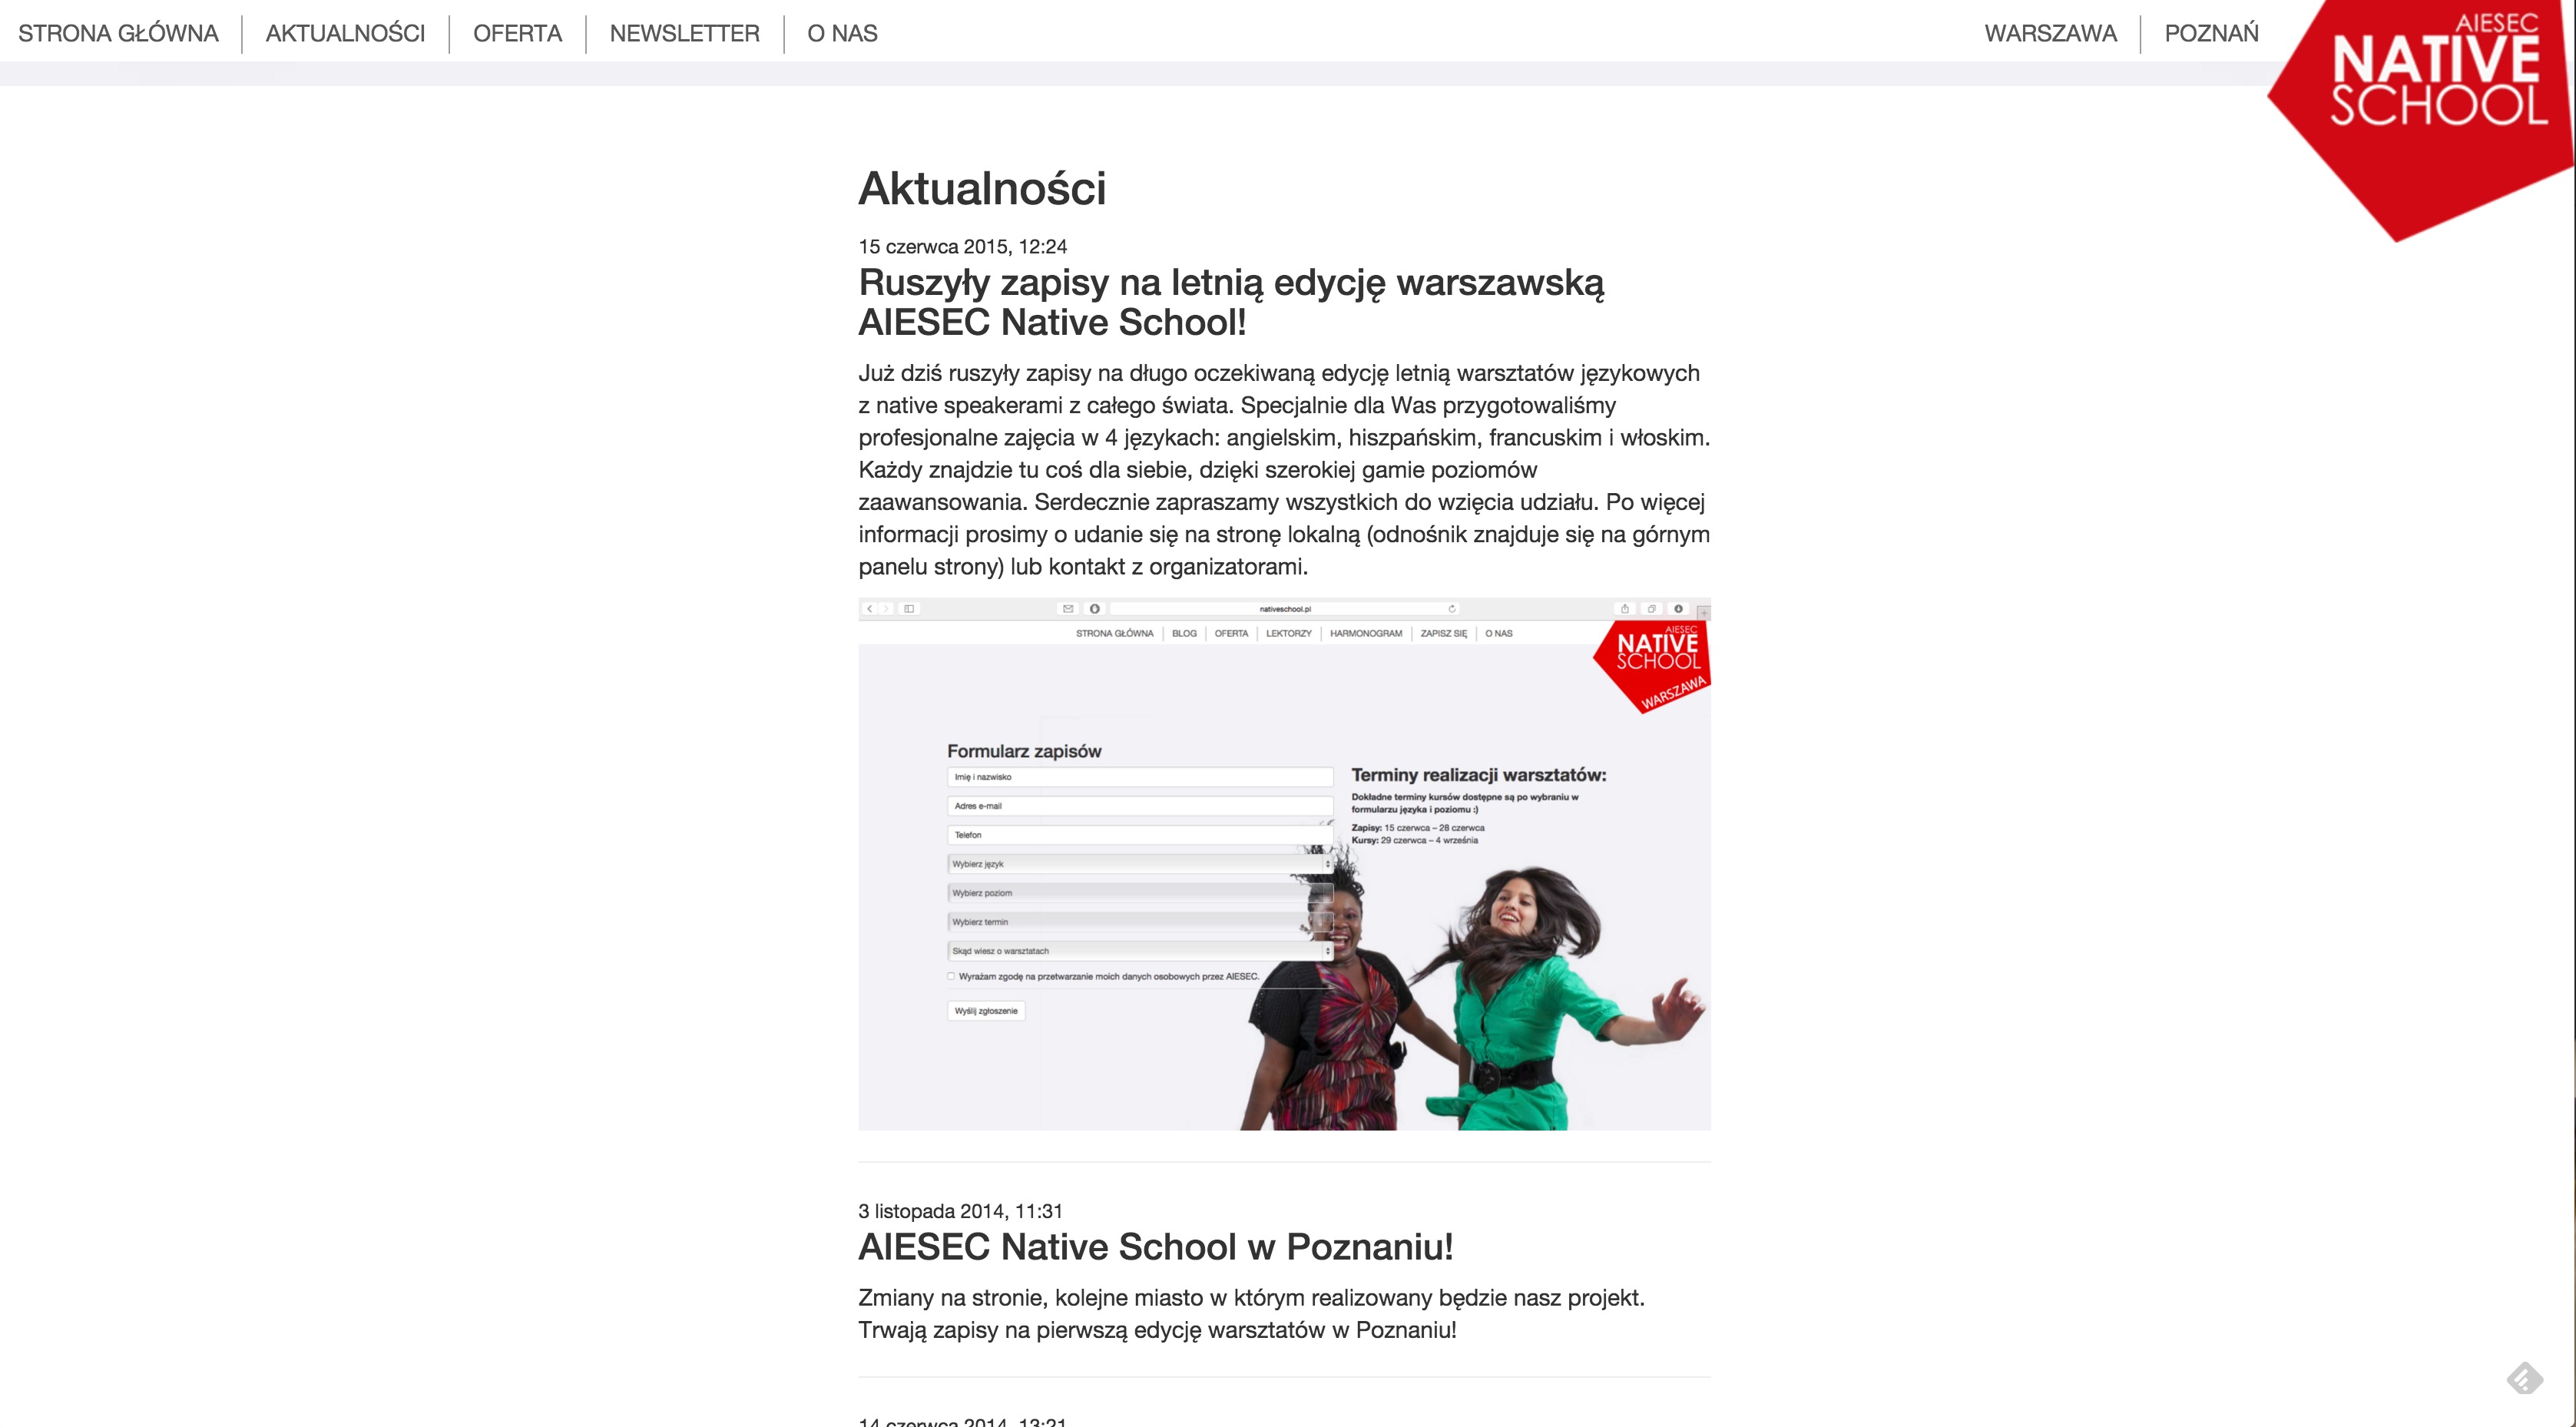 STRONA GŁÓWNA
AKTUALNOŚCI
OFERTA
NEWSLETTER
O NAS
WARSZAWA
POZNAŃ
AIESEC
NATIVE
SCHOOL
Aktualności
15 czerwca 2015, 12:24
Ruszyły zapisy na letnią edycję warszawską
AIESEC Native School!
Już dziś ruszyły zapisy na długo oczekiwaną edycję letnią warsztatów językowych
z native speakerami z całego świata. Specjalnie dla Was przygotowaliśmy
profesjonalne zajęcia w 4 językach: angielskim, hiszpańskim, francuskim i włoskim.
Każdy znajdzie tu coś dla siebie, dzięki szerokiej gamie poziomów
zaawansowania. Serdecznie zapraszamy wszystkich do wzięcia udziału. Po więcej
informacji prosimy o udanie się na stronę lokalną (odnośnik znajduje się na górnym
panelu strony) lub kontakt z organizatorami.
nativeschool.pl
STRONA GŁÓWNA
BLOG
OFERTA
LEKTORZY
HARMONOGRAM
ZAPISZ SIĘ
O NAS
AIESEC
NATIVE
SCHOOL
WARSZAWA
Formularz zapisów
Imię i nazwisko
Adres e-mail
Telefon
Wybierz język
Wybierz poziom
Wybierz termin
Skąd wiesz o warsztatach
Wyrażam zgodę na przetwarzanie moich danych osobowych przez AIESEC.
Wyślij zgłoszenie
Terminy realizacji warsztatów:
Dokładne terminy kursów dostępne są po wybraniu w
formularzu języka i poziomu :)
Zapisy: 15 czerwca – 28 czerwca
Kursy: 29 czerwca – 4 września
3 listopada 2014, 11:31
AIESEC Native School w Poznaniu!
Zmiany na stronie, kolejne miasto w którym realizowany będzie nasz projekt.
Trwają zapisy na pierwszą edycję warsztatów w Poznaniu!
14 czerwca 2014, 13:21